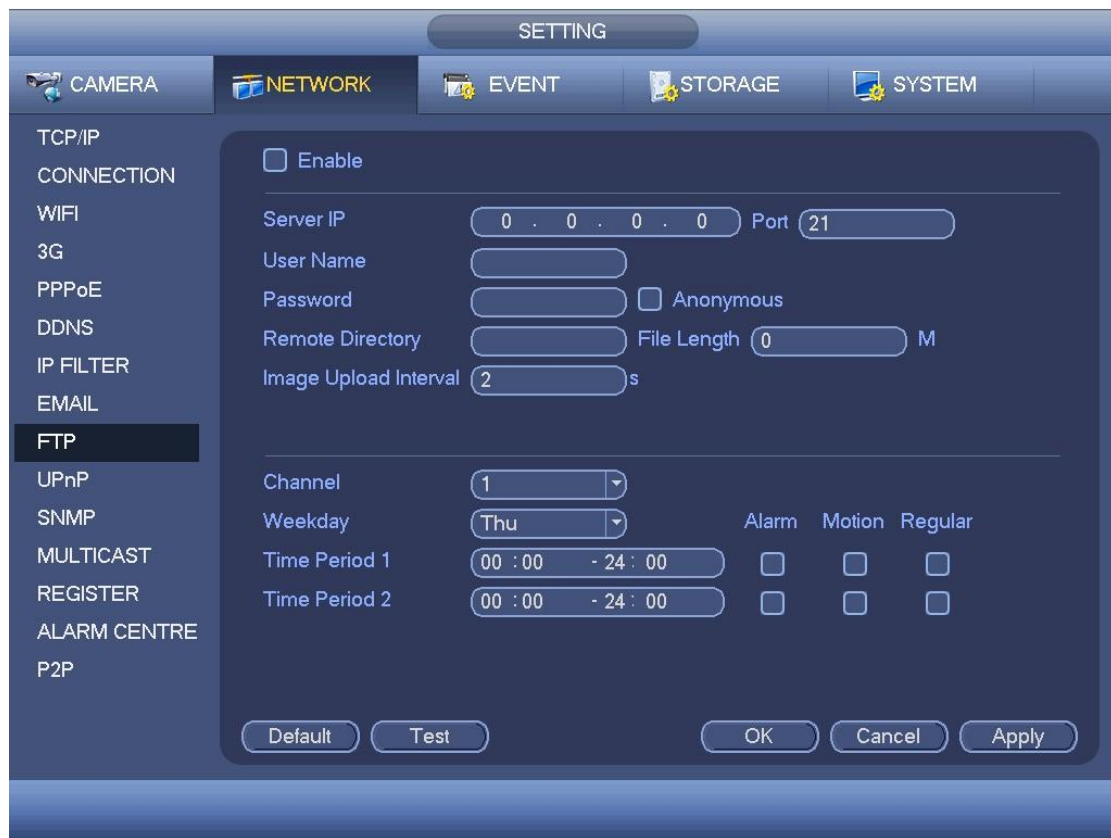 SETTING
CAMERA NETWORK EVENT STORAGE SYSTEM
TCP/IP
CONNECTION
WIFI
3G
PPPoE
DDNS
IP FILTER
EMAIL
FTP
UPnP
SNMP
MULTICAST
REGISTER
ALARM CENTRE
P2P
Enable
Server IP 0 . 0 . 0 . 0 Port 21
User Name
Password Anonymous
Remote Directory File Length 0 M
Image Upload Interval 2 s
Channel 1
Weekday Thu Alarm Motion Regular
Time Period 1 00 :00 - 24 : 00
Time Period 2 00 :00 - 24 : 00
Default Test OK Cancel Apply